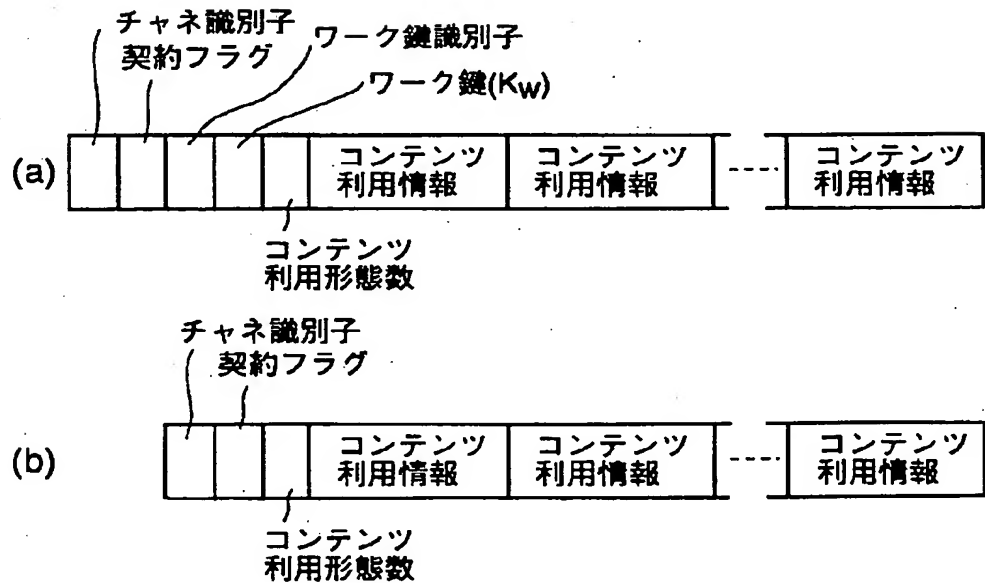 チャネ識別子
契約フラグ
ワーク鍵識別子
ワーク鍵(KW)
(a)
コンテンツ
利用情報
コンテンツ
利用情報
コンテンツ
利用情報
コンテンツ
利用形態数
チャネ識別子
契約フラグ
(b)
コンテンツ
利用情報
コンテンツ
利用情報
コンテンツ
利用情報
コンテンツ
利用形態数